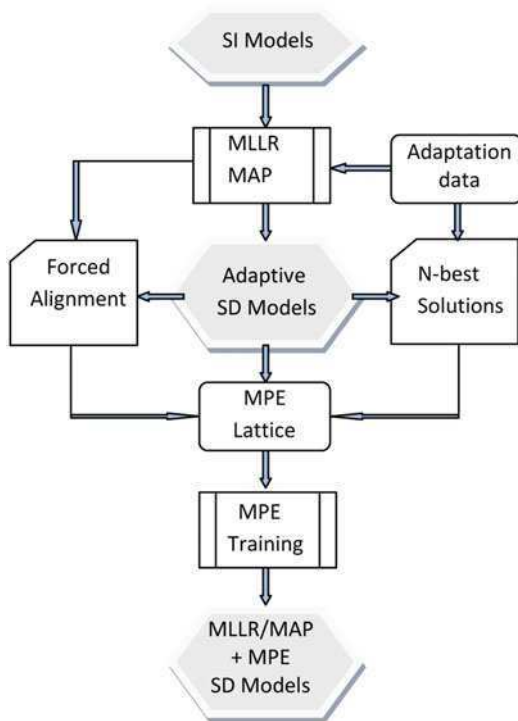 SI Models
MLLR
MAP
Adaptation
data
Forced
Alignment
Adaptive
SD Models
N-best
Solutions
MPE
Lattice
MPE
Training
MLLR/MAP
+ MPE
SD Models